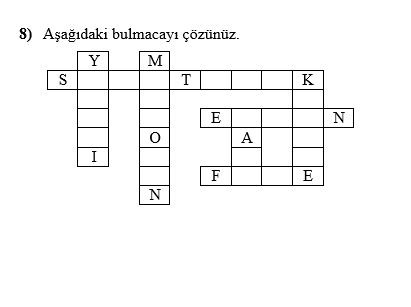 8) Aşağıdaki bulmacayı çözünüz.
Y M
S T K
E N
O A
I
F E
N